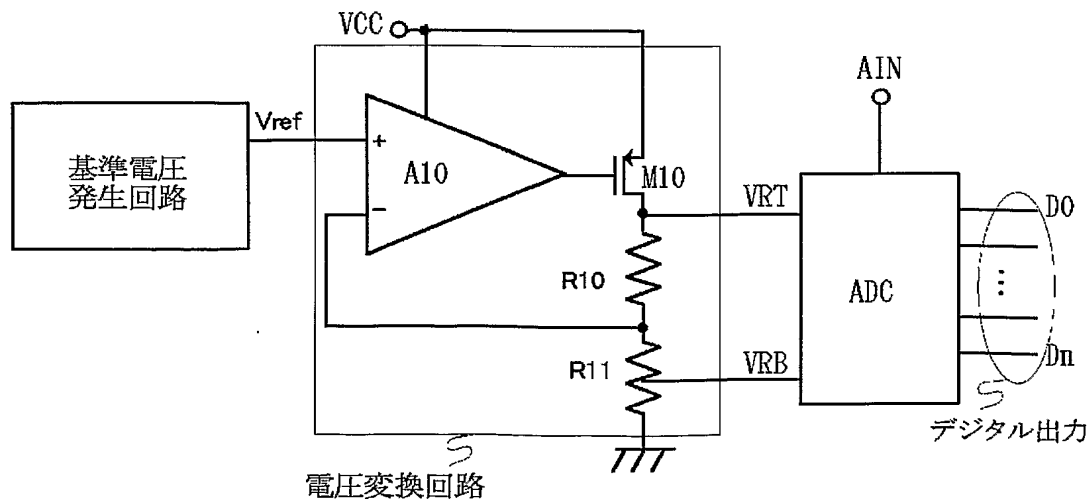 VCC
AIN
Vref
+
基準電圧
発生回路
A10
M10
−
VRT
D0
R10
ADC
⋯
R11
VRB
Dn
デジタル出力
電圧変換回路